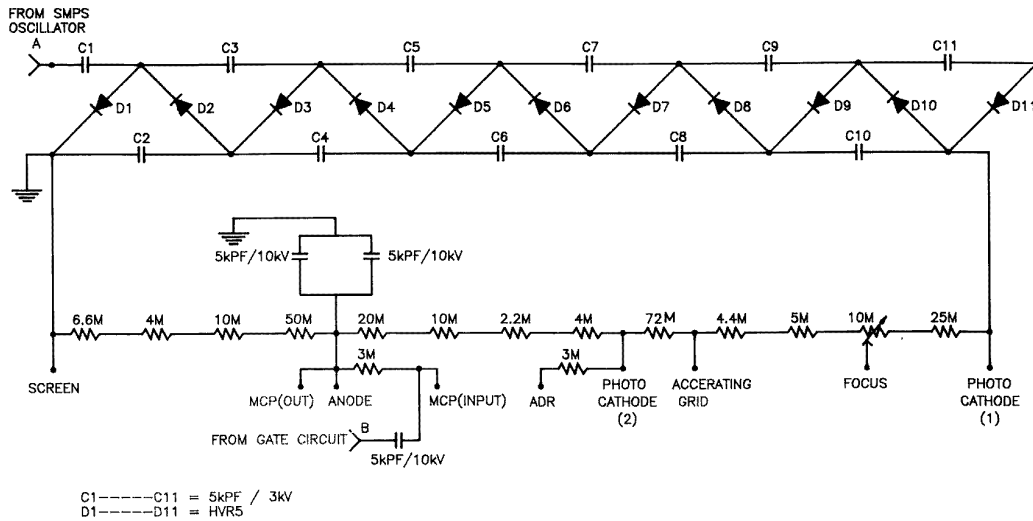 FROM SMPS
OSCILLATOR
A
C1
C3
C5
C7
C9
C11
D1
D2
D3
D4
D5
D6
D7
D8
D9
D10
D11
C2
C4
C6
C8
C10
5kPF/10kV
5kPF/10kV
6.6M
4M
10M
50M
20M
10M
2.2M
4M
72M
4.4M
5M
10M
25M
3M
3M
SCREEN
MCP(OUT)
ANODE
MCP(INPUT)
ADR
PHOTO
CATHODE
(2)
ACCERATING
GRID
FOCUS
PHOTO
CATHODE
(1)
FROM GATE CIRCUIT
B
5kPF/10kV
C1-----C11 = 5kPF / 3kV
D1-----D11 = HVR5